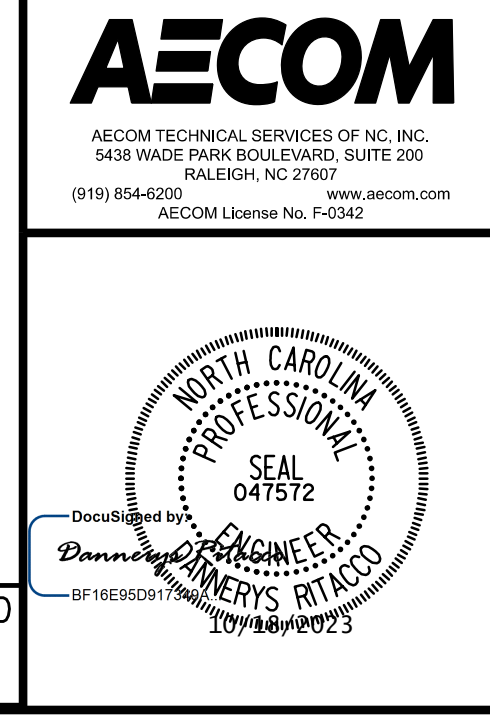 AECOM
AECOM TECHNICAL SERVICES OF NC, INC.
5438 WADE PARK BOULEVARD, SUITE 200
RALEIGH, NC 27607
(919) 854-6200 www.aecom.com
AECOM License No. F-0342
NORTH CAROLINA
PROFESSIONAL
SEAL
047572
ENGINEER
DANNERYS RITACCO
DocuSigned by:
Dannerys Ritacco
BF16E95D917349A...
10/18/2023